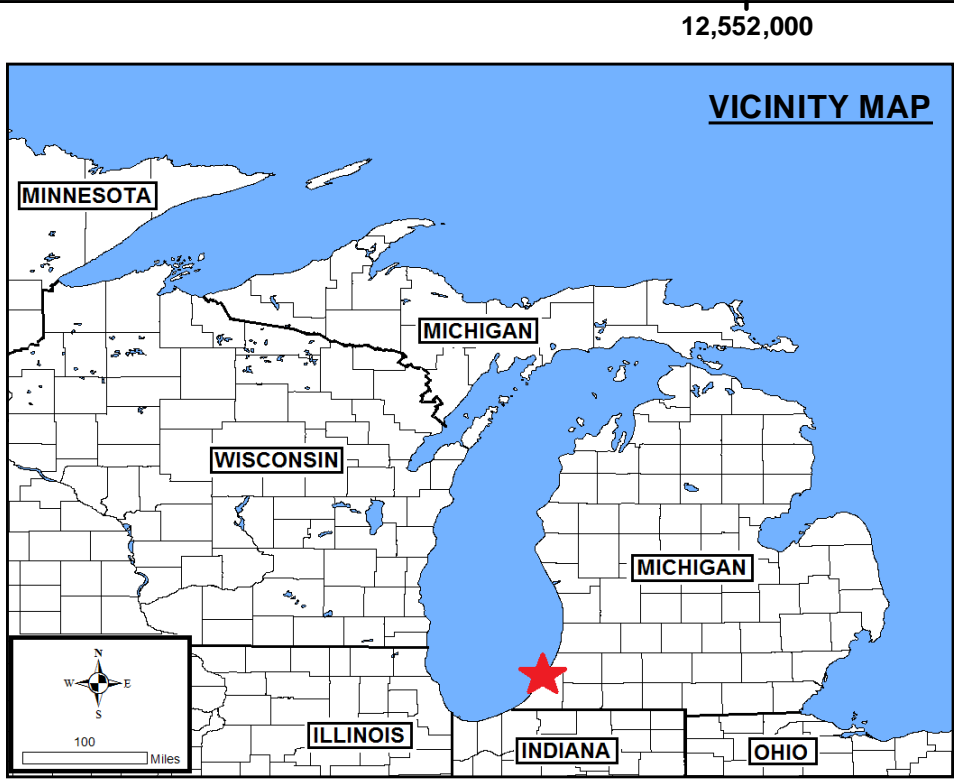 12,552,000
VICINITY MAP
MINNESOTA
MICHIGAN
WISCONSIN
MICHIGAN
N
W E
S
100
Miles
ILLINOIS
INDIANA
OHIO